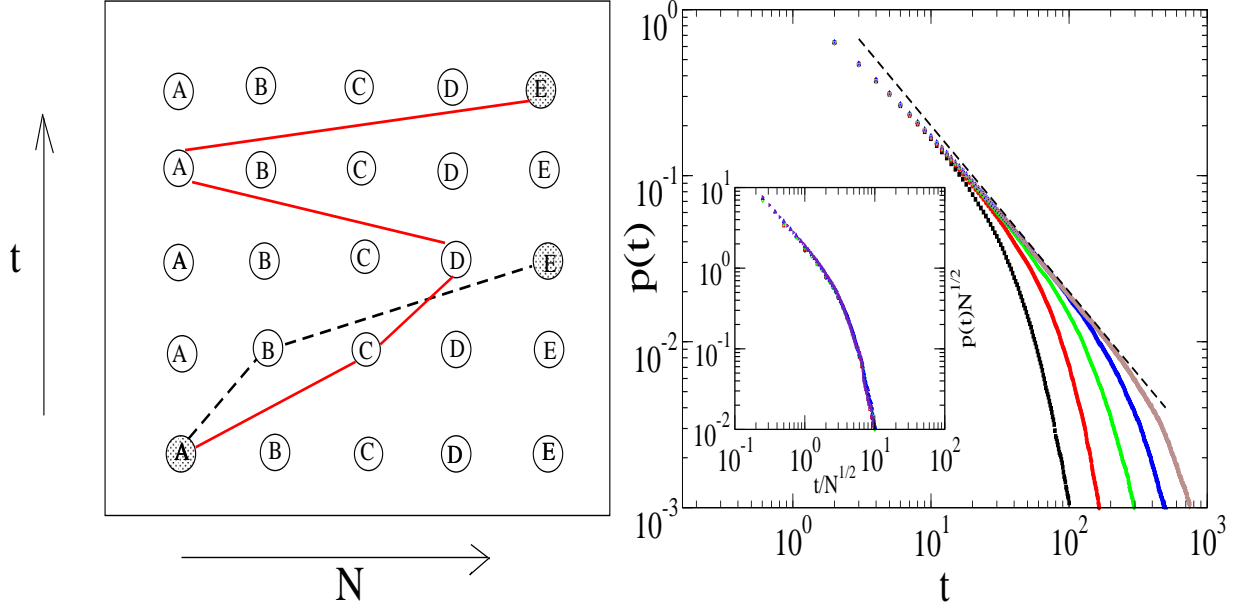 A B C D E
A B C D E
A B C D E
A B C D E
A B C D E
t
N
p(t)
10^0
10^-1
10^-2
10^-3
10^0 10^1 10^2 10^3
t
10^1
10^0
10^-1
10^-2
10^-1 10^0 10^1 10^2
t/N^1/2
p(t)N^1/2